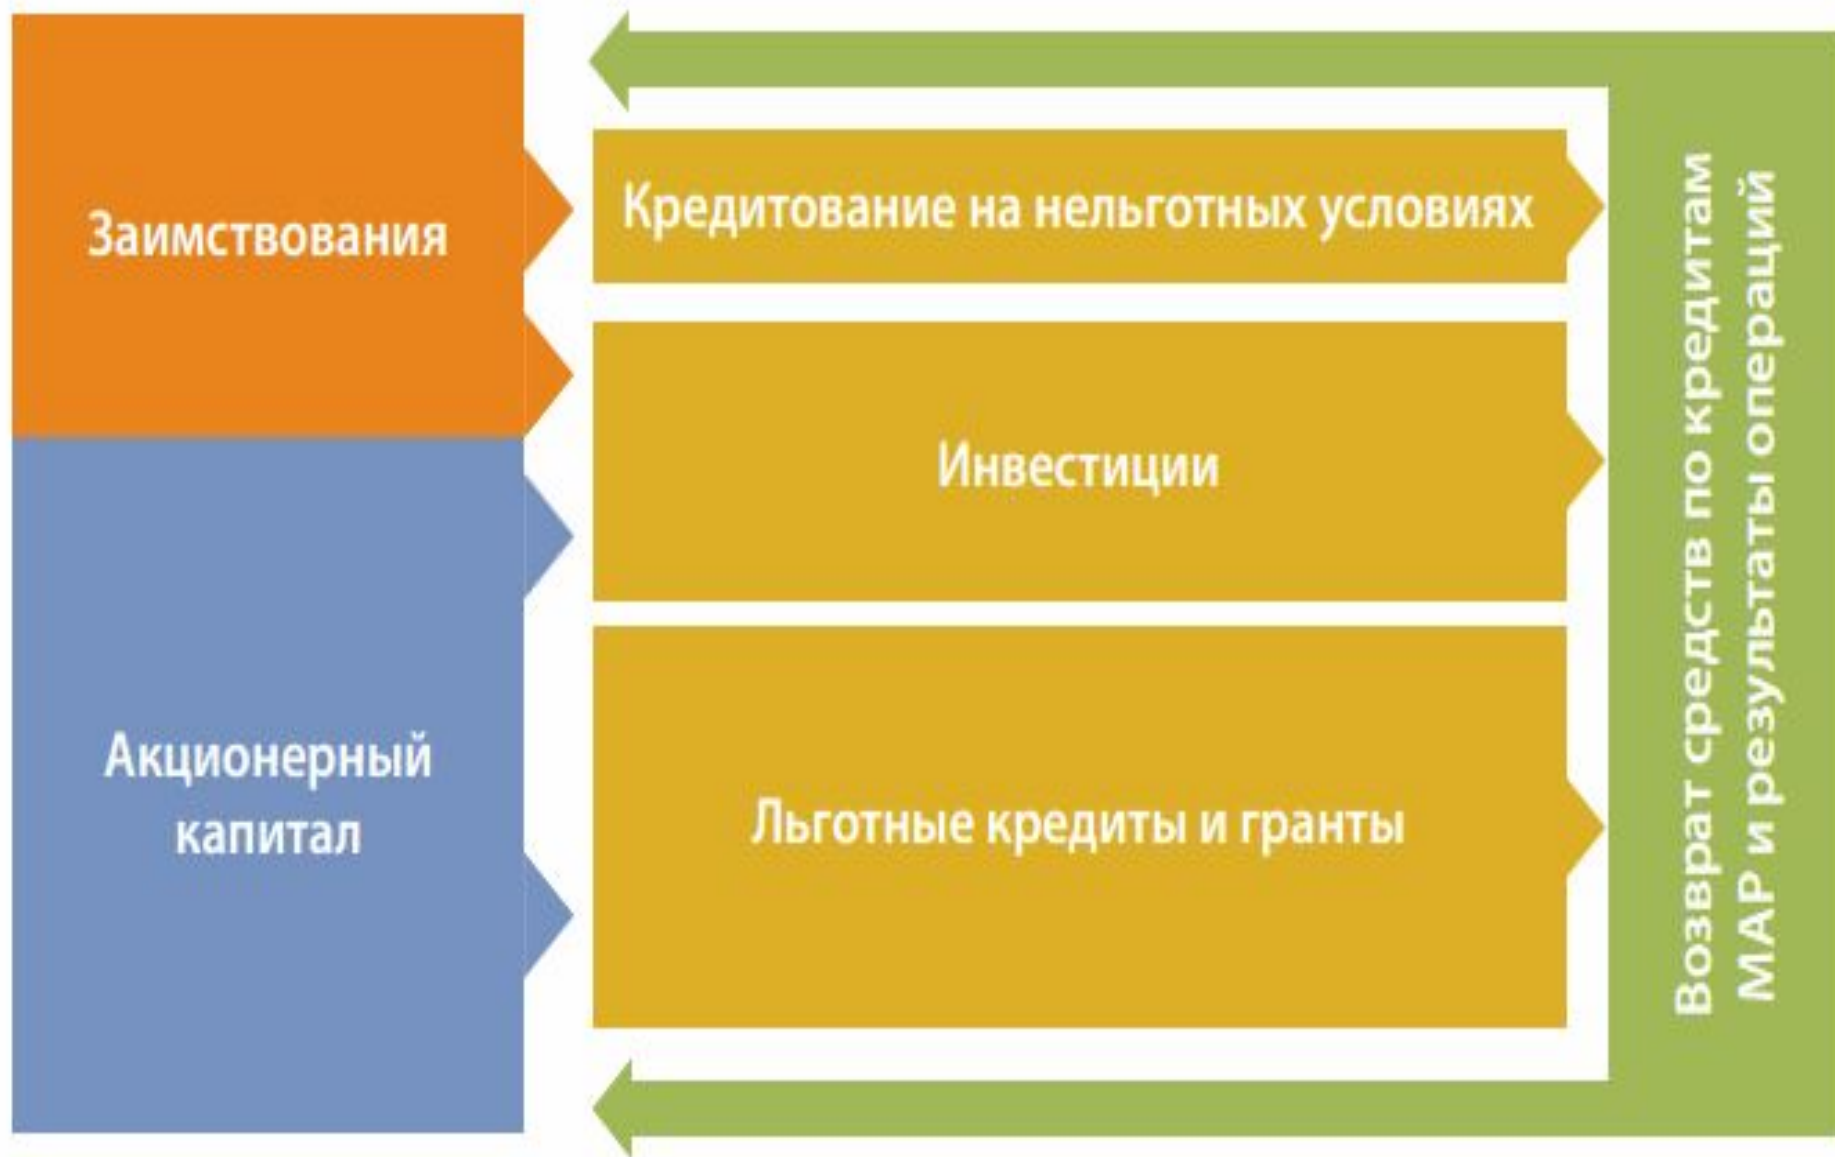 Заимствования
Акционерный
капитал
Кредитование на нельготных условиях
Инвестиции
Льготные кредиты и гранты
Возврат средств по кредитам
МАР и результаты операций